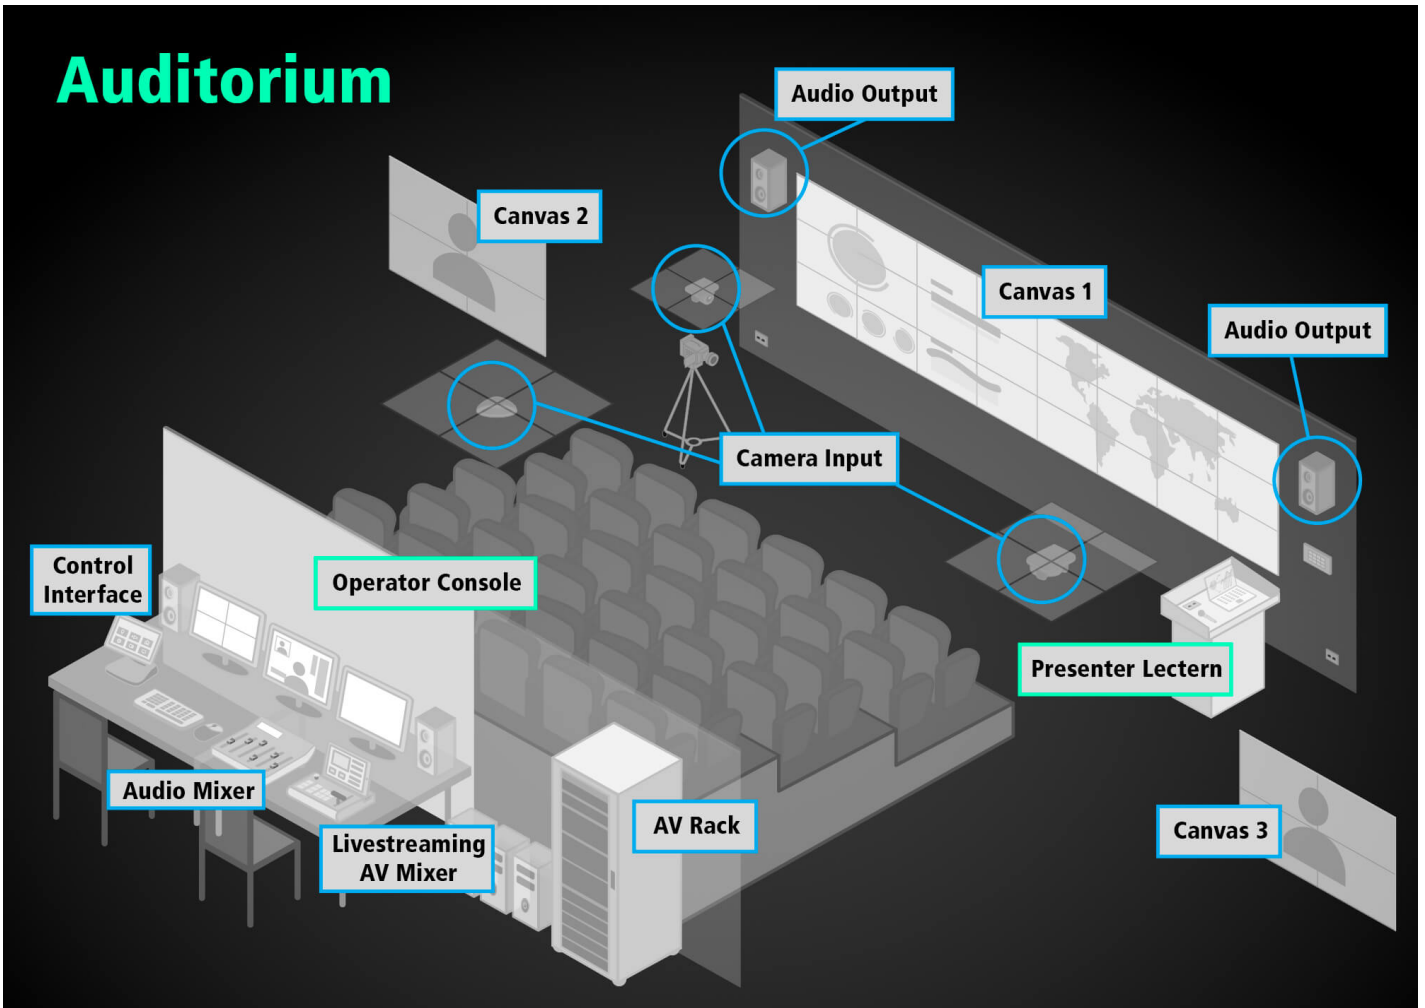 Auditorium
Audio Output
Canvas 2
Canvas 1
Audio Output
Camera Input
Control
Interface
Operator Console
Presenter Lectern
Audio Mixer
AV Rack
Canvas 3
Livestreaming
AV Mixer